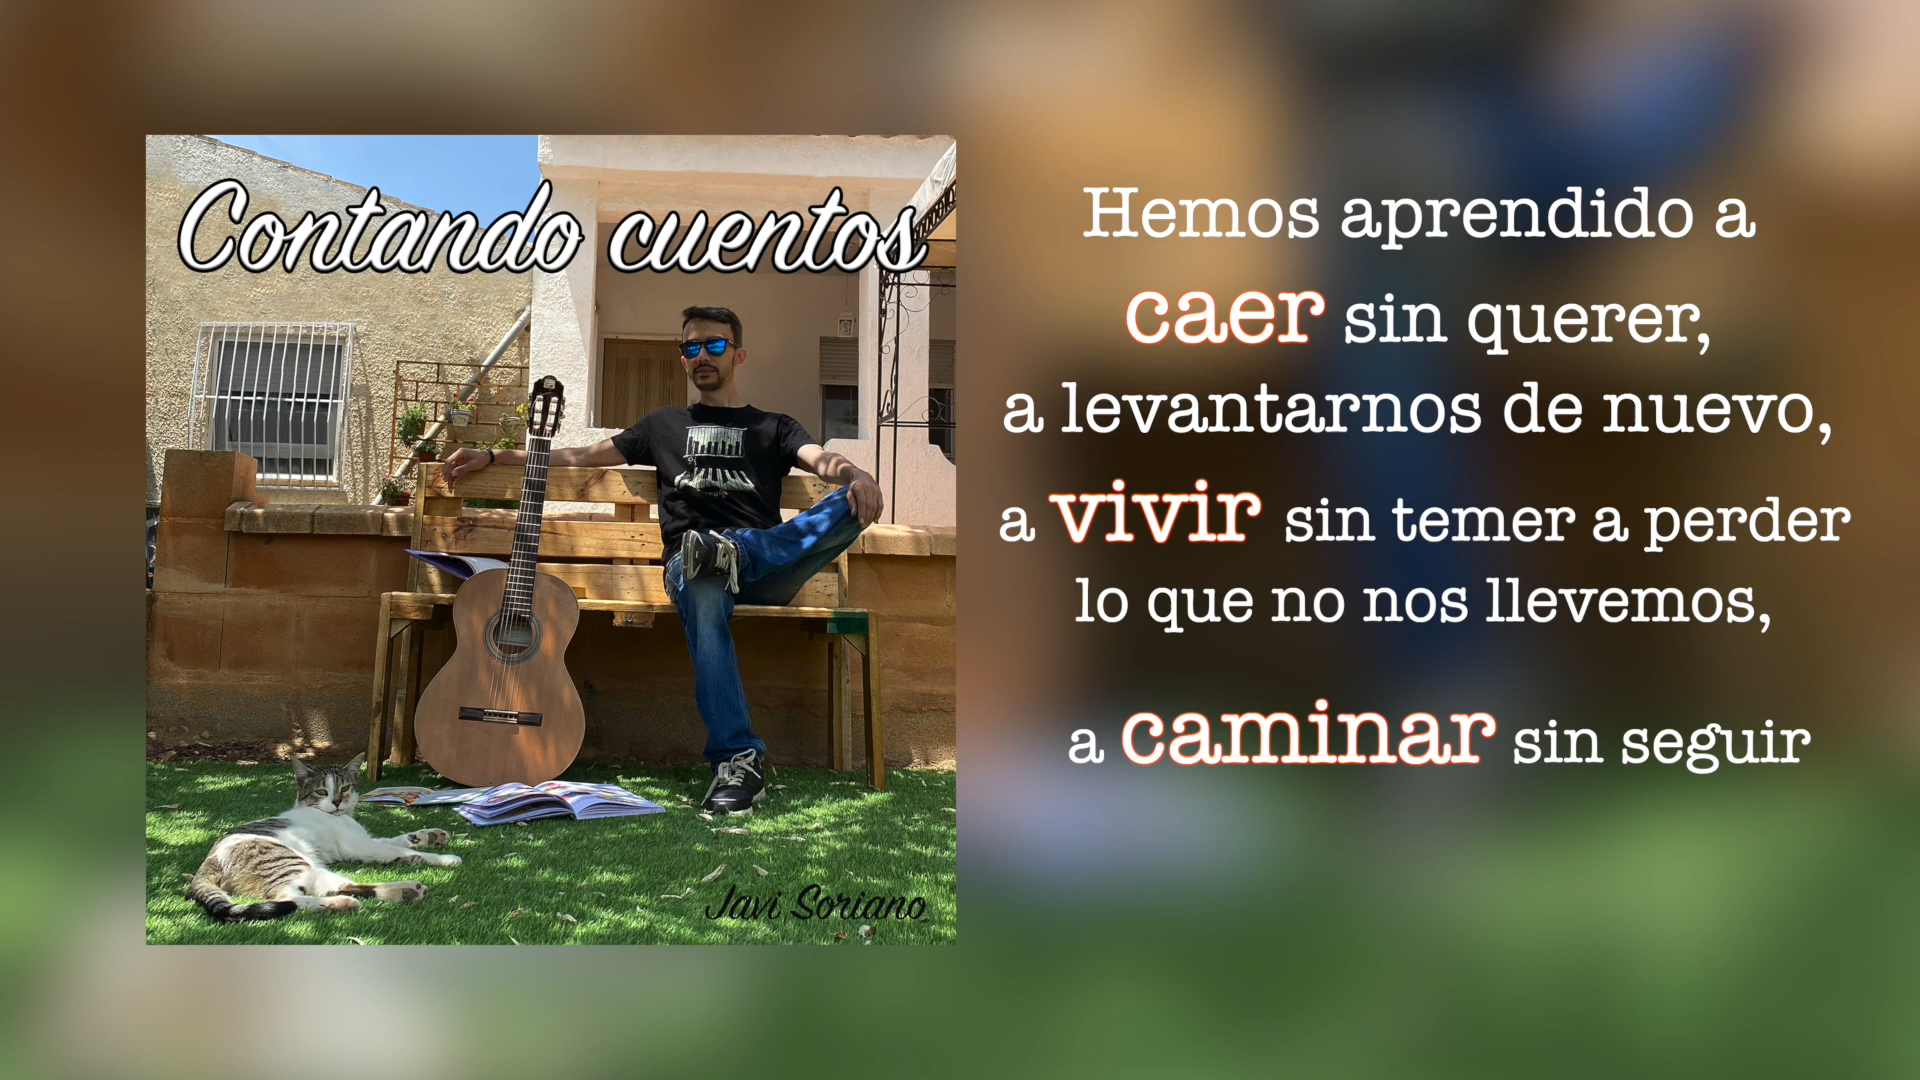 Contando cuentos
Javi Soriano
Hemos aprendido a
caer sin querer,
a levantarnos de nuevo,
a vivir sin temer a perder
lo que no nos llevemos,
a caminar sin seguir